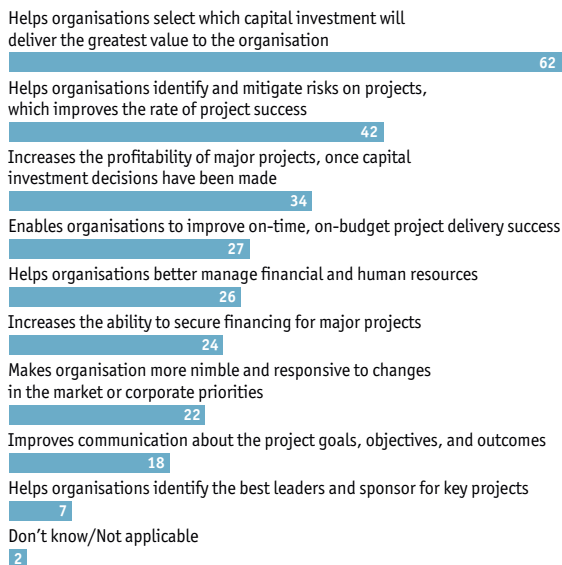 Helps organisations select which capital investment will
deliver the greatest value to the organisation
62
Helps organisations identify and mitigate risks on projects,
which improves the rate of project success
42
Increases the profitability of major projects, once capital
investment decisions have been made
34
Enables organisations to improve on-time, on-budget project delivery success
27
Helps organisations better manage financial and human resources
26
Increases the ability to secure financing for major projects
24
Makes organisation more nimble and responsive to changes
in the market or corporate priorities
22
Improves communication about the project goals, objectives, and outcomes
18
Helps organisations identify the best leaders and sponsor for key projects
7
Don’t know/Not applicable
2